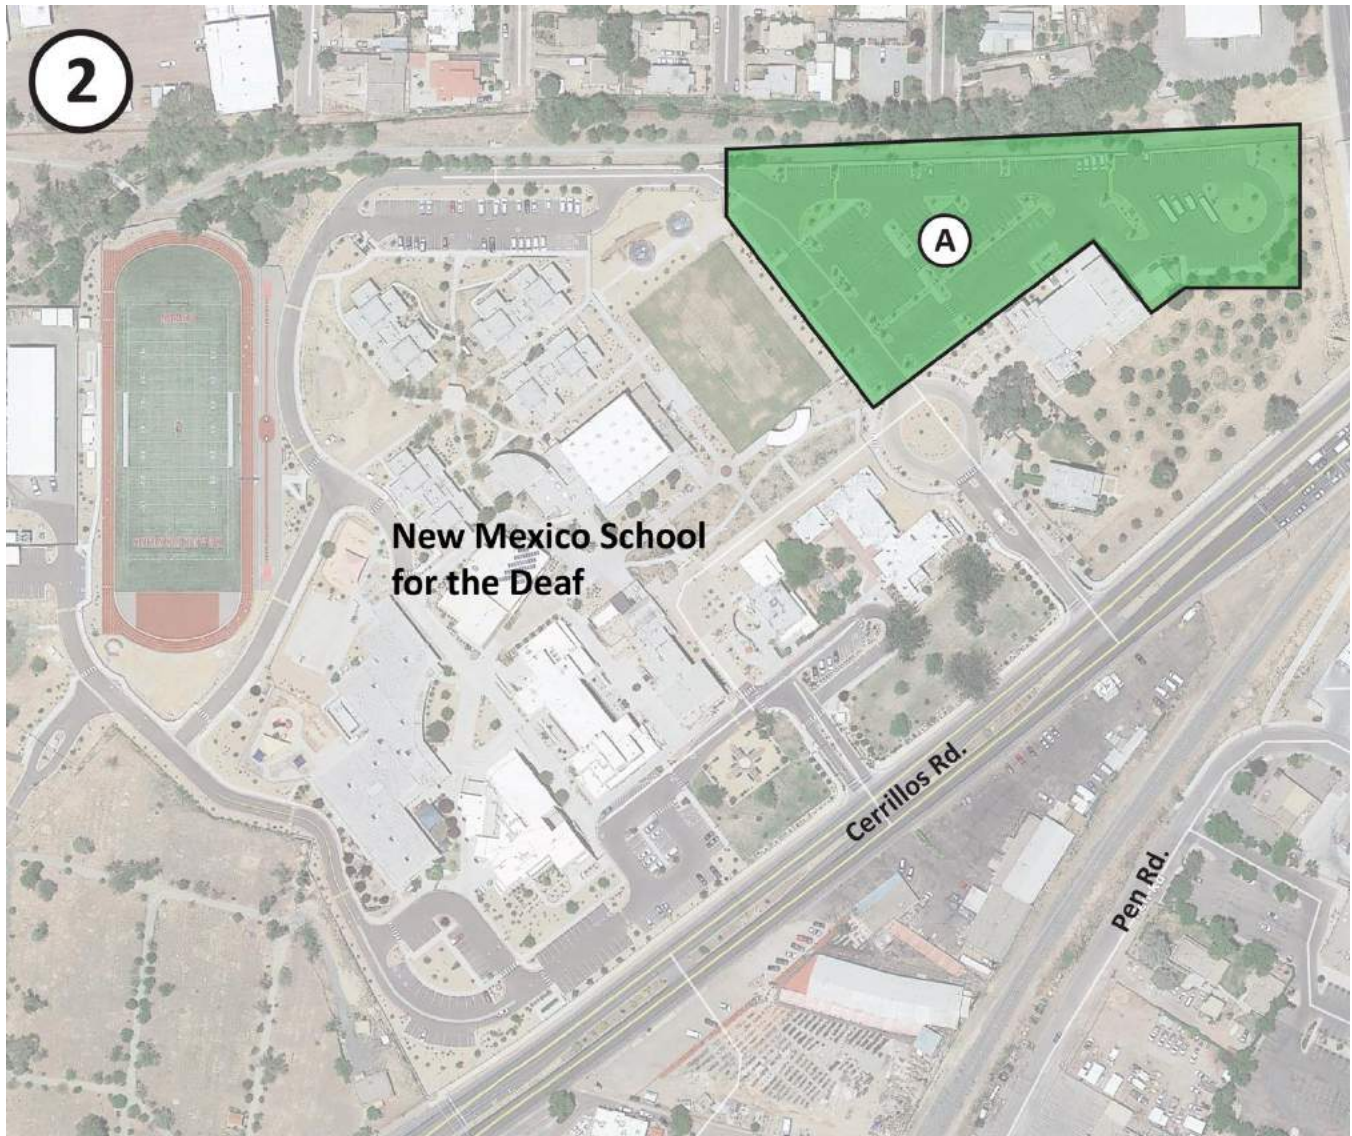 2
A
New Mexico School
for the Deaf
Cerrillos Rd.
Pen Rd.